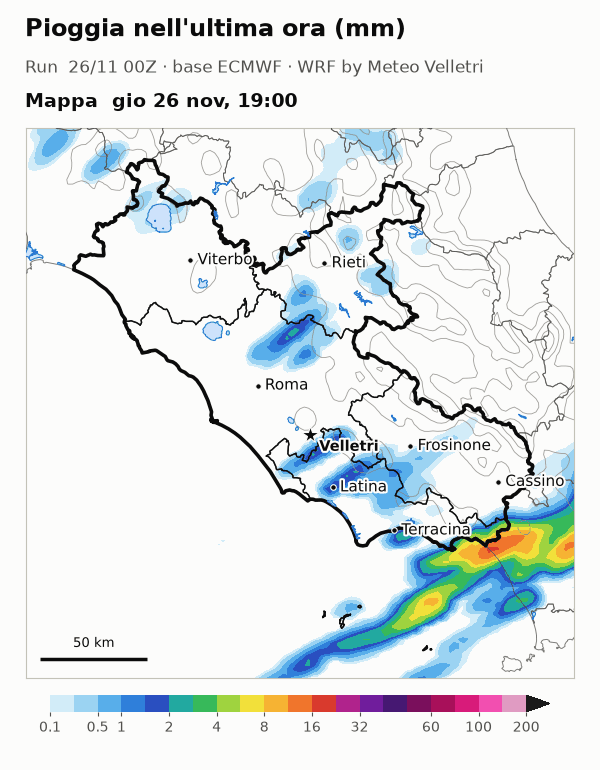 Pioggia nell'ultima ora (mm)
Run  26/11 00Z · base ECMWF · WRF by Meteo Velletri
Mappa  gio 26 nov, 19:00
Viterbo
Rieti
Roma
Velletri
Frosinone
Latina
Cassino
Terracina
50 km
0.1 0.5 1 2 4 8 16 32 60 100 200